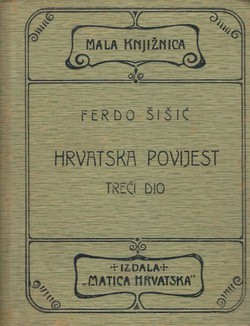 MALA KNJIŽNICA
FERDO ŠIŠIĆ
HRVATSKA POVIJEST
TREĆI DIO
IZDALA
„MATICA HRVATSKA"